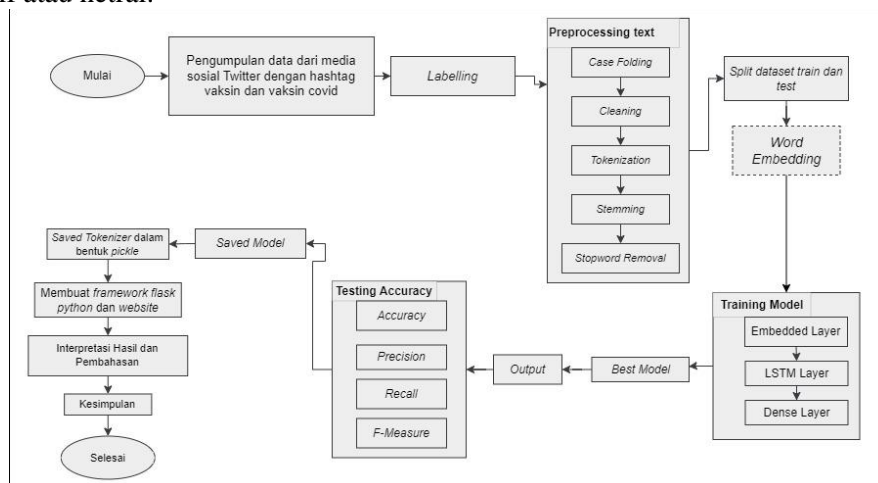 atau netral.
Mulai
Pengumpulan data dari media
sosial Twitter dengan hashtag
vaksin dan vaksin covid
Labelling
Preprocessing text
Case Folding
Cleaning
Tokenization
Stemming
Stopword Removal
Split dataset train dan
test
Word
Embedding
Training Model
Embedded Layer
LSTM Layer
Dense Layer
Best Model
Output
Testing Accuracy
Accuracy
Precision
Recall
F-Measure
Saved Model
Saved Tokenizer dalam
bentuk pickle
Membuat framework flask
python dan website
Interpretasi Hasil dan
Pembahasan
Kesimpulan
Selesai